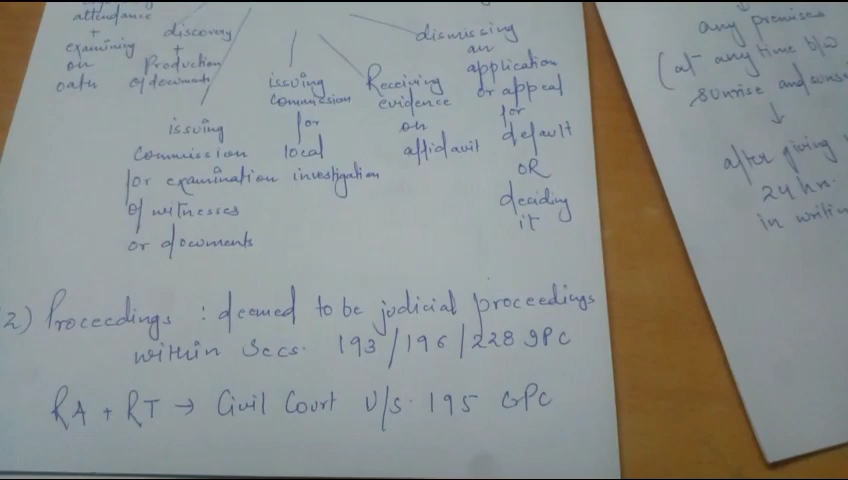 attendance
+
examining
on
oath
discovery
+
Production
of documents
issuing
commission
for examination
of witnesses
or documents
issuing
commission
for
local
investigation
Receiving
evidence
on
affidavit
dismissing
an
application
or appeal
for
default
OR
deciding
it
2) Proceedings : deemed to be judicial proceedings
within Secs. 193/196/228 IPC
RA + RT → Civil Court U/S. 195 CrPC
any premises
(at any time b/w
sunrise and
↓
after giving
24 hr.
in